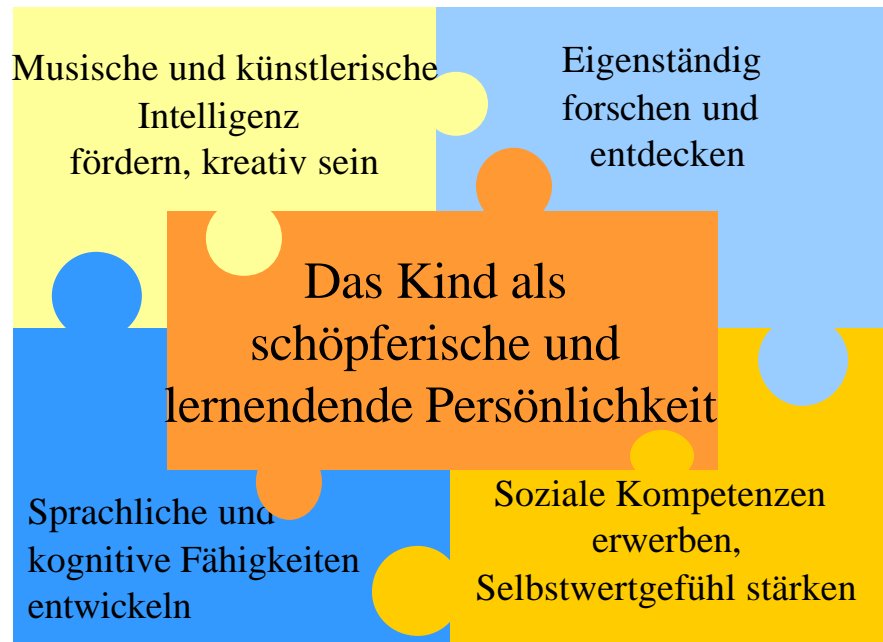 Musische und künstlerische
Intelligenz
fördern, kreativ sein
Eigenständig
forschen und
entdecken
Das Kind als
schöpferische und
lernendende Persönlichkeit
Sprachliche und
kognitive Fähigkeiten
entwickeln
Soziale Kompetenzen
erwerben,
Selbstwertgefühl stärken